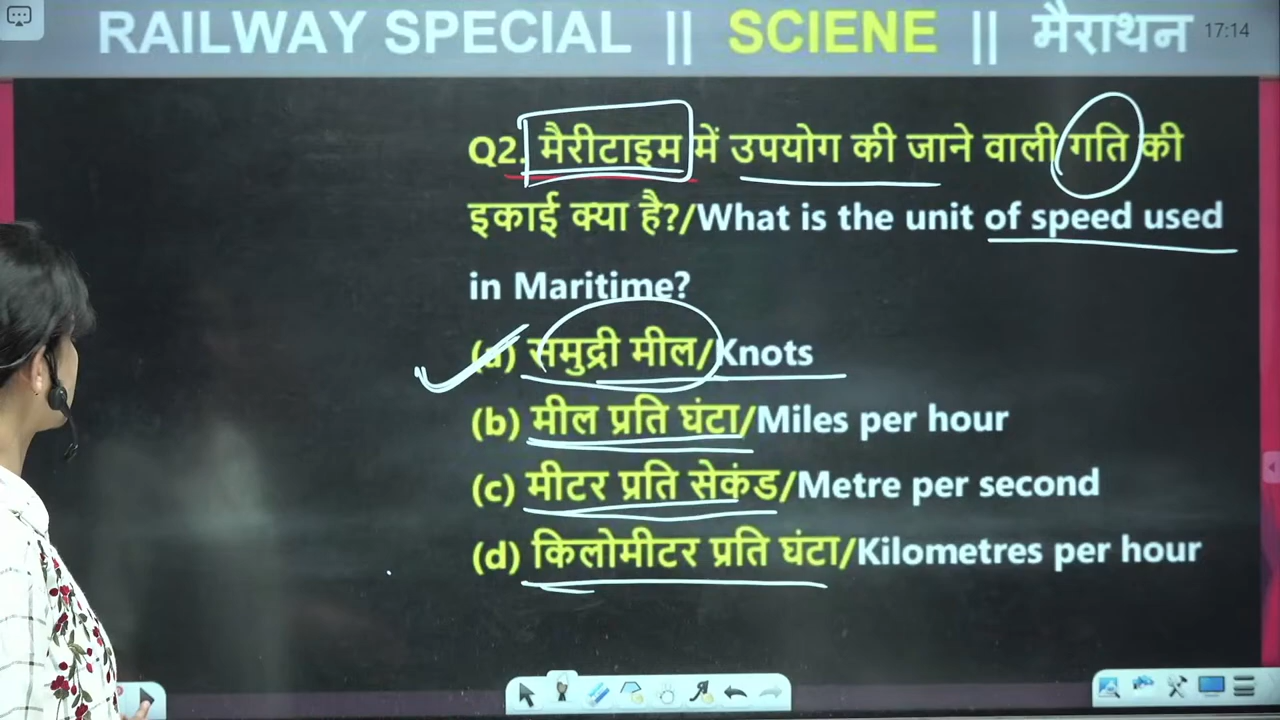 RAILWAY SPECIAL || SCIENE || मैराथन 17:14
Q2. मैरीटाइम में उपयोग की जाने वाली गति की
इकाई क्या है?/What is the unit of speed used
in Maritime?
(a) समुद्री मील/Knots
(b) मील प्रति घंटा/Miles per hour
(c) मीटर प्रति सेकंड/Metre per second
(d) किलोमीटर प्रति घंटा/Kilometres per hour